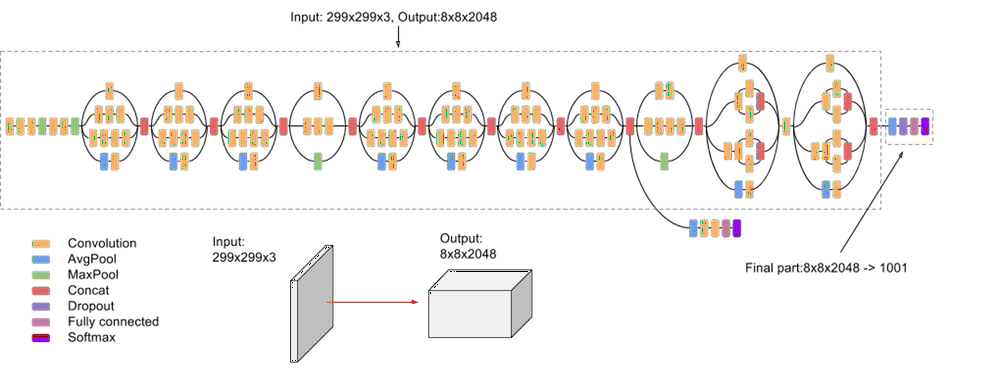 Input: 299x299x3, Output:8x8x2048
Convolution
AvgPool
MaxPool
Concat
Dropout
Fully connected
Softmax
Input:
299x299x3
Output:
8x8x2048
Final part:8x8x2048 -> 1001